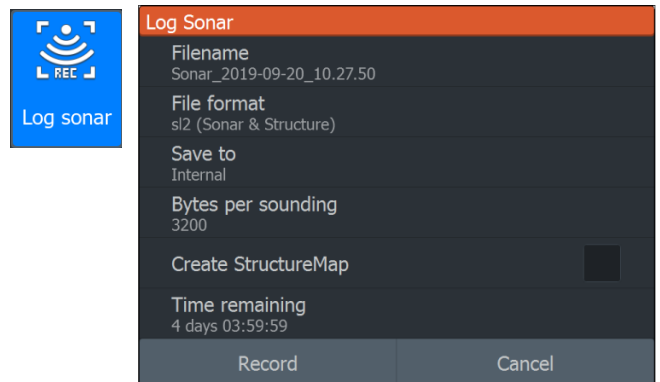 REC
Log sonar
Log Sonar
Filename
Sonar_2019-09-20_10.27.50
File format
sl2 (Sonar & Structure)
Save to
Internal
Bytes per sounding
3200
Create StructureMap
Time remaining
4 days 03:59:59
Record
Cancel